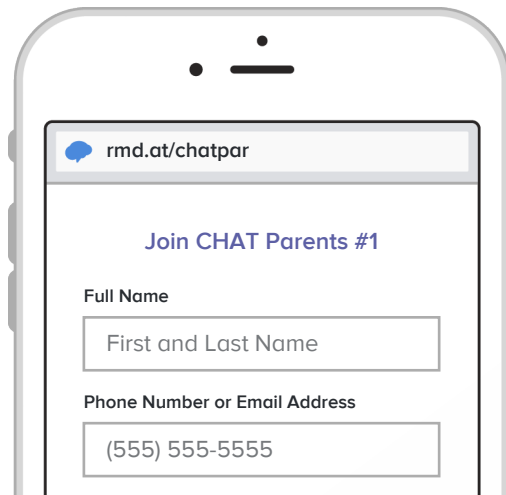 rmd.at/chatpar
Join CHAT Parents #1
Full Name
First and Last Name
Phone Number or Email Address
(555) 555-5555